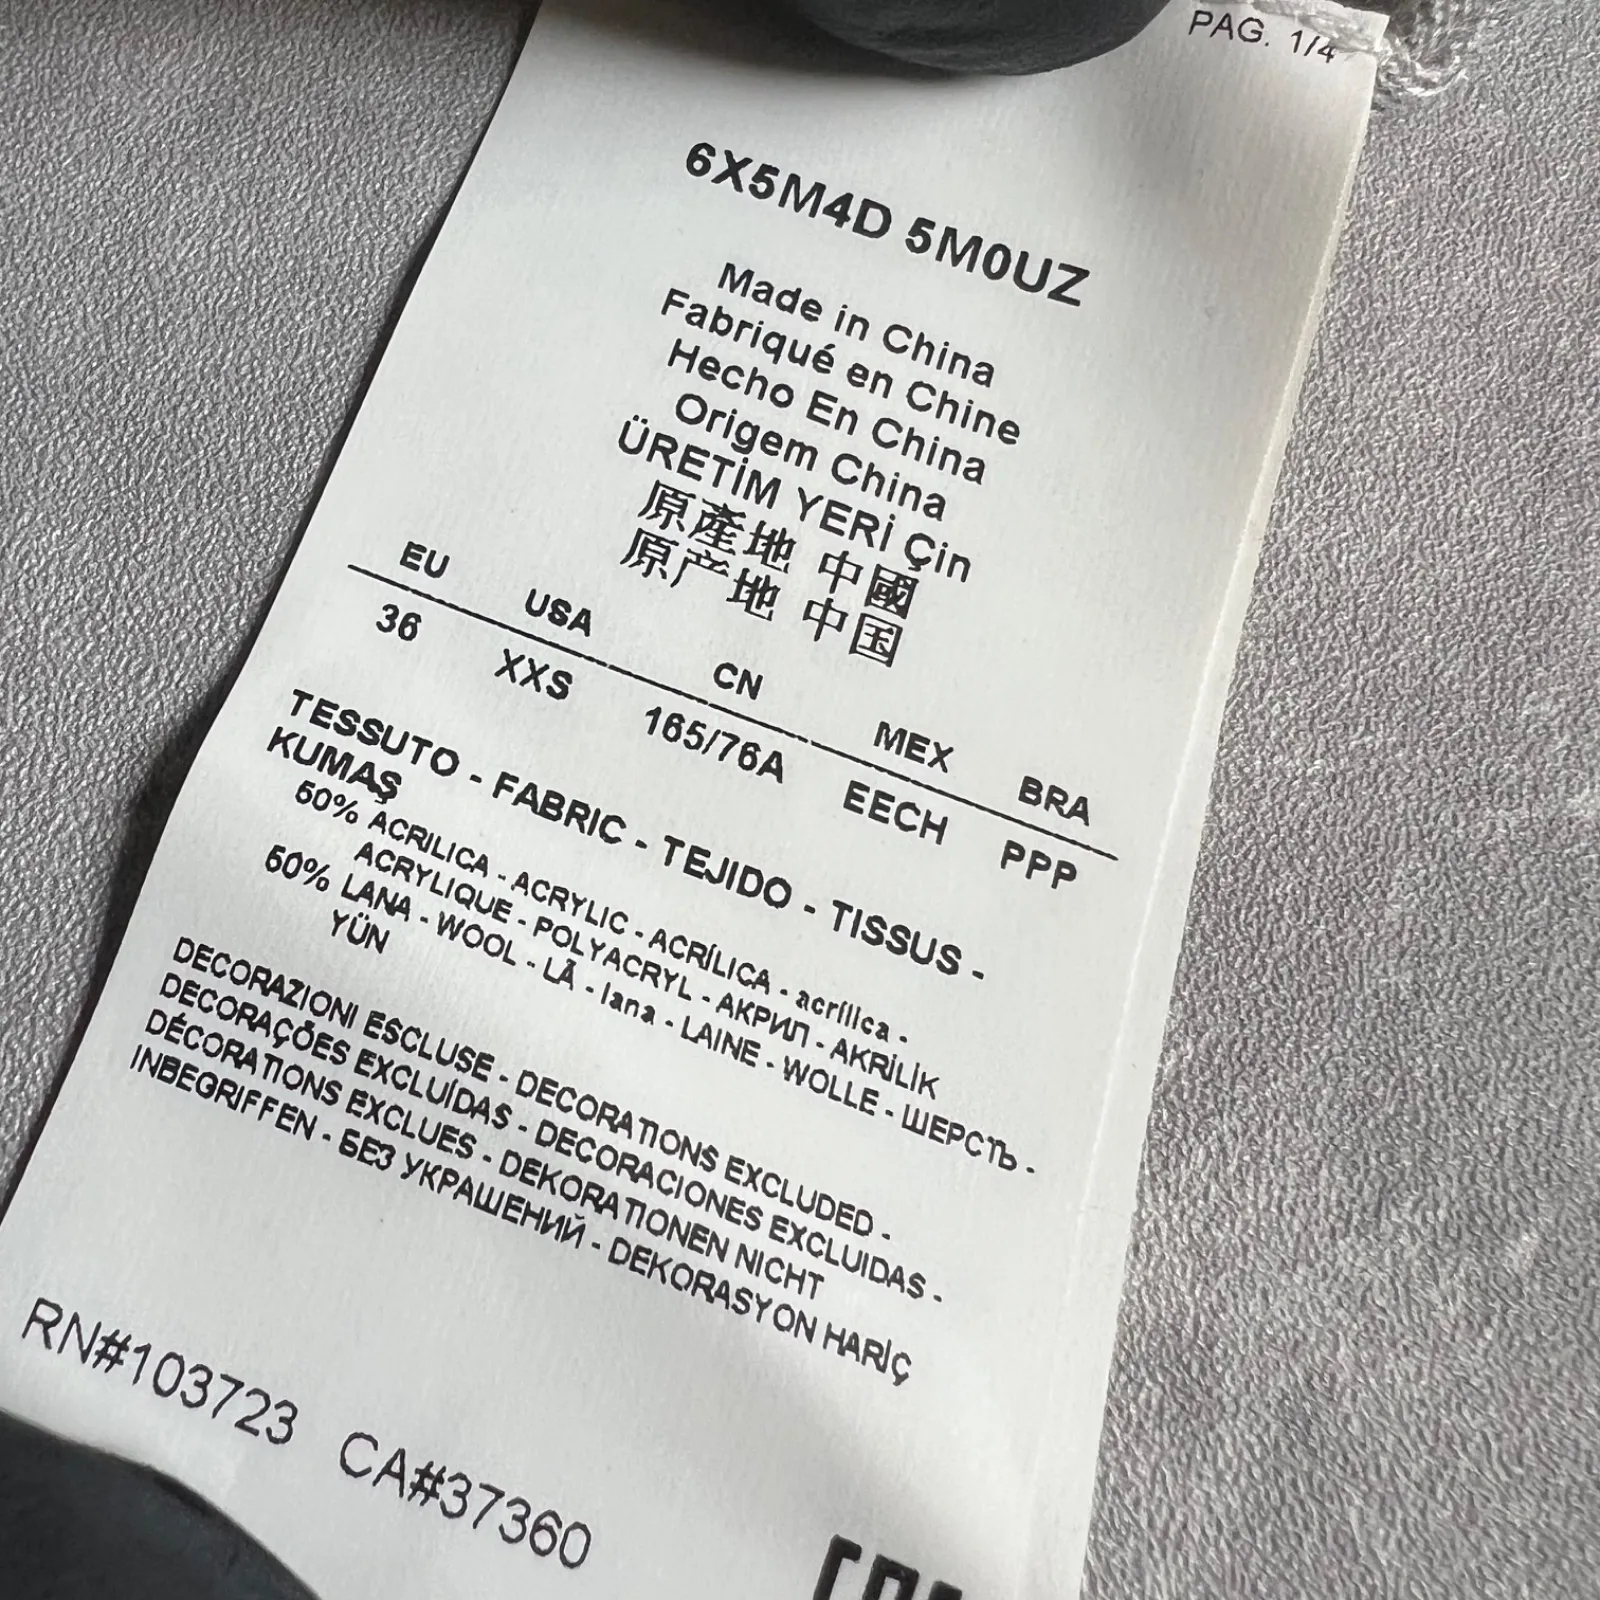 PAG. 1/4
6X5M4D 5M0UZ
Made in China
Fabriqué en Chine
Hecho En China
Origem China
ÜRETİM YERİ Çin
原產地 中國
原产地 中国
EU USA CN MEX BRA
36 XXS 165/76A EECH PPP
TESSUTO - FABRIC - TEJIDO - TISSUS -
KUMAŞ
50% ACRILICA - ACRYLIC - ACRÍLICA - acrílica -
ACRYLIQUE - POLYACRYL - АКРИЛ - AKRİLİK
50% LANA - WOOL - LÃ - lana - LAINE - WOLLE - ШЕРСТЬ -
YÜN
DECORAZIONI ESCLUSE - DECORATIONS EXCLUDED -
DECORAÇÕES EXCLUÍDAS - DECORACIONES EXCLUIDAS -
DÉCORATIONS EXCLUES - DEKORATIONEN NICHT
INBEGRIFFEN - БЕЗ УКРАШЕНИЙ - DEKORASYON HARİÇ
RN#103723 CA#37360